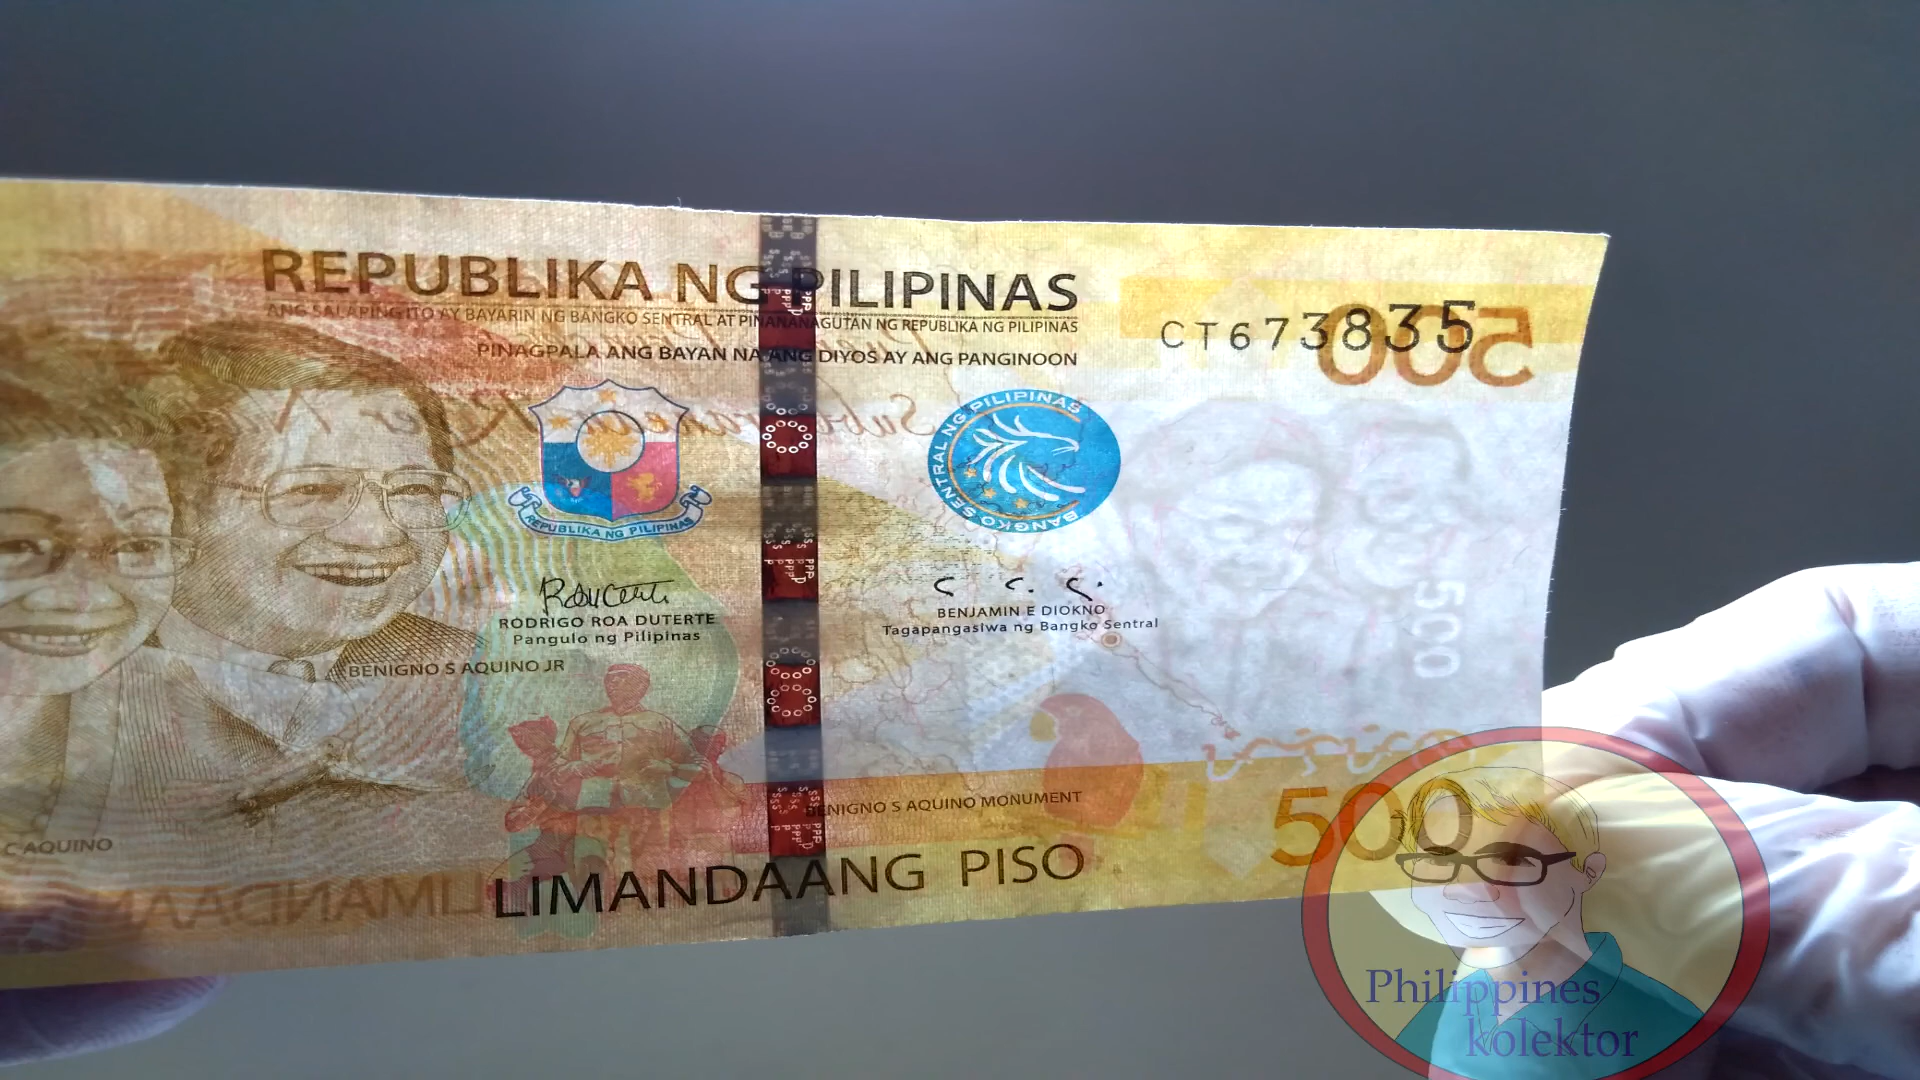 REPUBLIKA NG PILIPINAS
ANG SALAPING ITO AY BAYARIN NG BANGKO SENTRAL AT PINANANAGUTAN NG REPUBLIKA NG PILIPINAS
PINAGPALA ANG BAYAN NA ANG DIYOS AY ANG PANGINOON
CT673835
500
REPUBLIKA NG PILIPINAS
BANGKO SENTRAL NG PILIPINAS
RODRIGO ROA DUTERTE
Pangulo ng Pilipinas
BENJAMIN E DIOKNO
Tagapangasiwa ng Bangko Sentral
BENIGNO S AQUINO JR
500
C AQUINO
BENIGNO S AQUINO MONUMENT
500
LIMANDAANG PISO
Philippines
kolektor